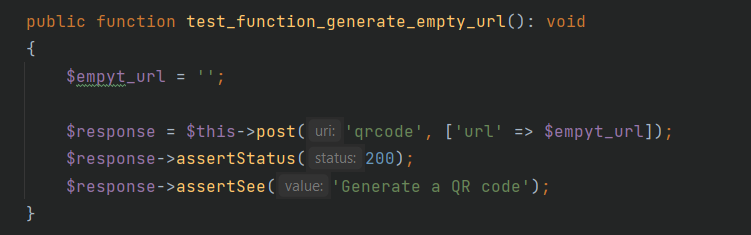 public function test_function_generate_empty_url(): void
{
$empyt_url = '';
$response = $this->post( uri: 'qrcode', ['url' => $empyt_url]);
$response->assertStatus( status: 200);
$response->assertSee( value: 'Generate a QR code');
}